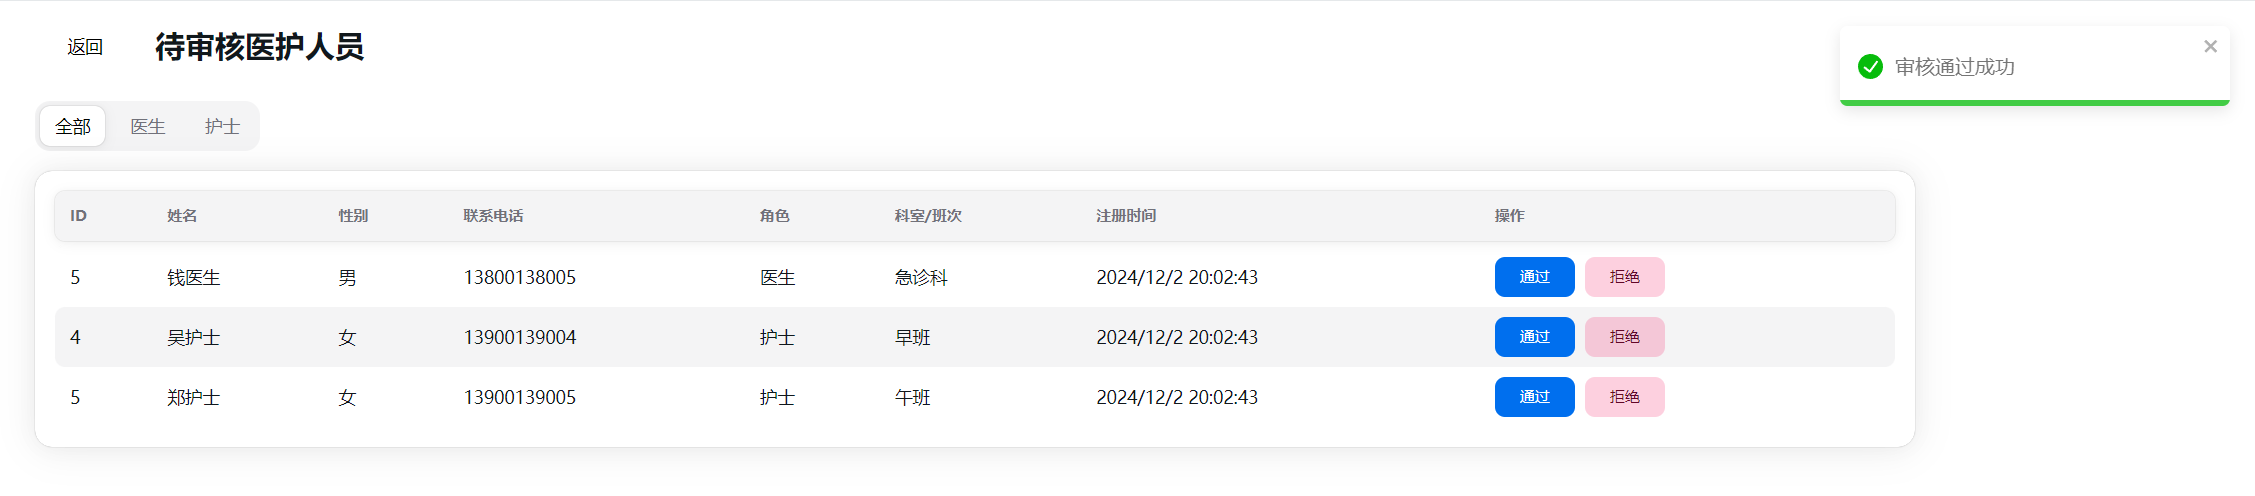 返回 待审核医护人员
审核通过成功
全部 医生 护士
ID 姓名 性别 联系电话 角色 科室/班次 注册时间 操作
5 钱医生 男 13800138005 医生 急诊科 2024/12/2 20:02:43 通过 拒绝
4 吴护士 女 13900139004 护士 早班 2024/12/2 20:02:43 通过 拒绝
5 郑护士 女 13900139005 护士 午班 2024/12/2 20:02:43 通过 拒绝